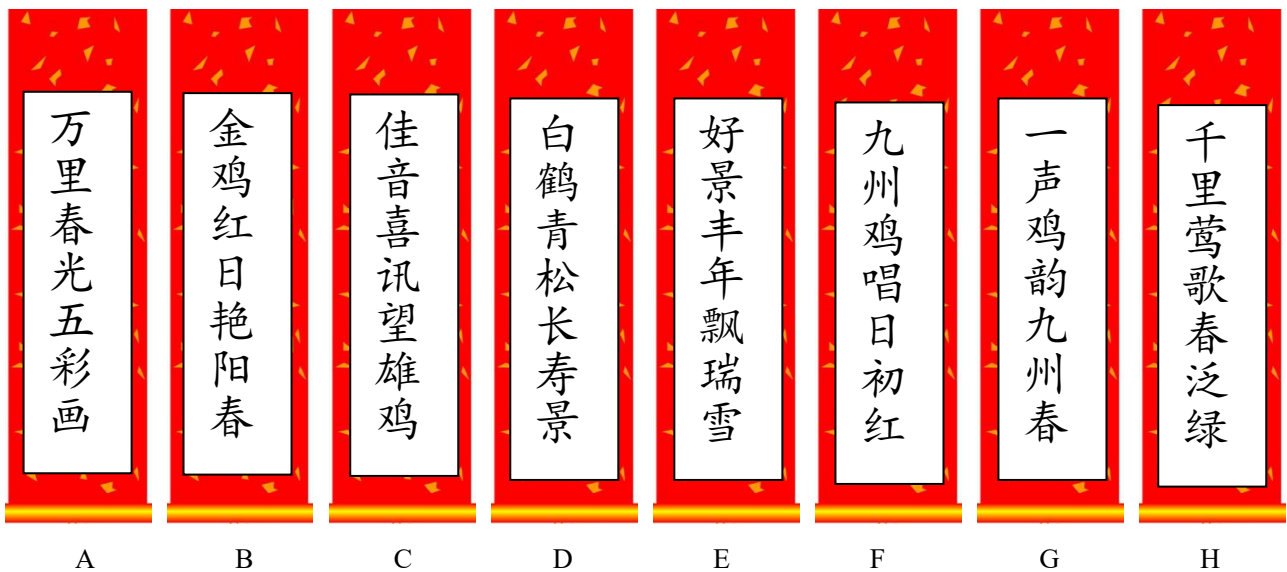 万里春光五彩画
金鸡红日艳阳春
佳音喜讯望雄鸡
白鹤青松长寿景
好景丰年飘瑞雪
九州鸡唱日初红
一声鸡韵九州春
千里莺歌春泛绿
A
B
C
D
E
F
G
H